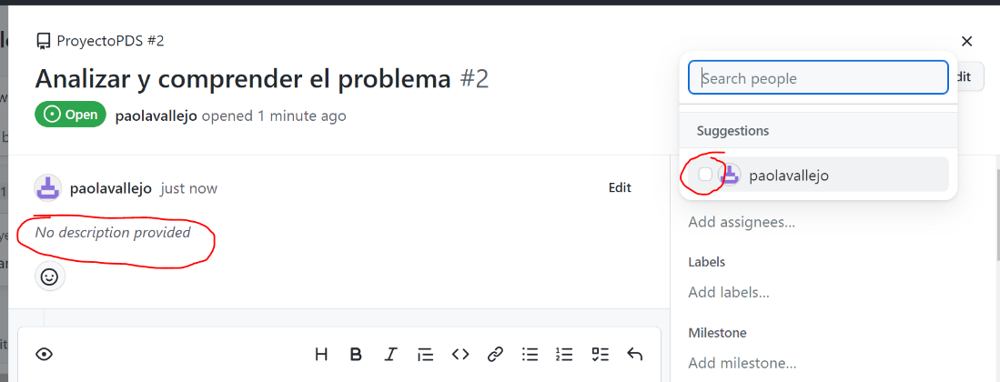 ProyectoPDS #2
Analizar y comprender el problema #2
Open paolavallejo opened 1 minute ago
dit
Search people
Suggestions
paolavallejo
paolavallejo just now
Edit
No description provided
Add assignees...
Labels
Add labels...
Milestone
Add milestone...